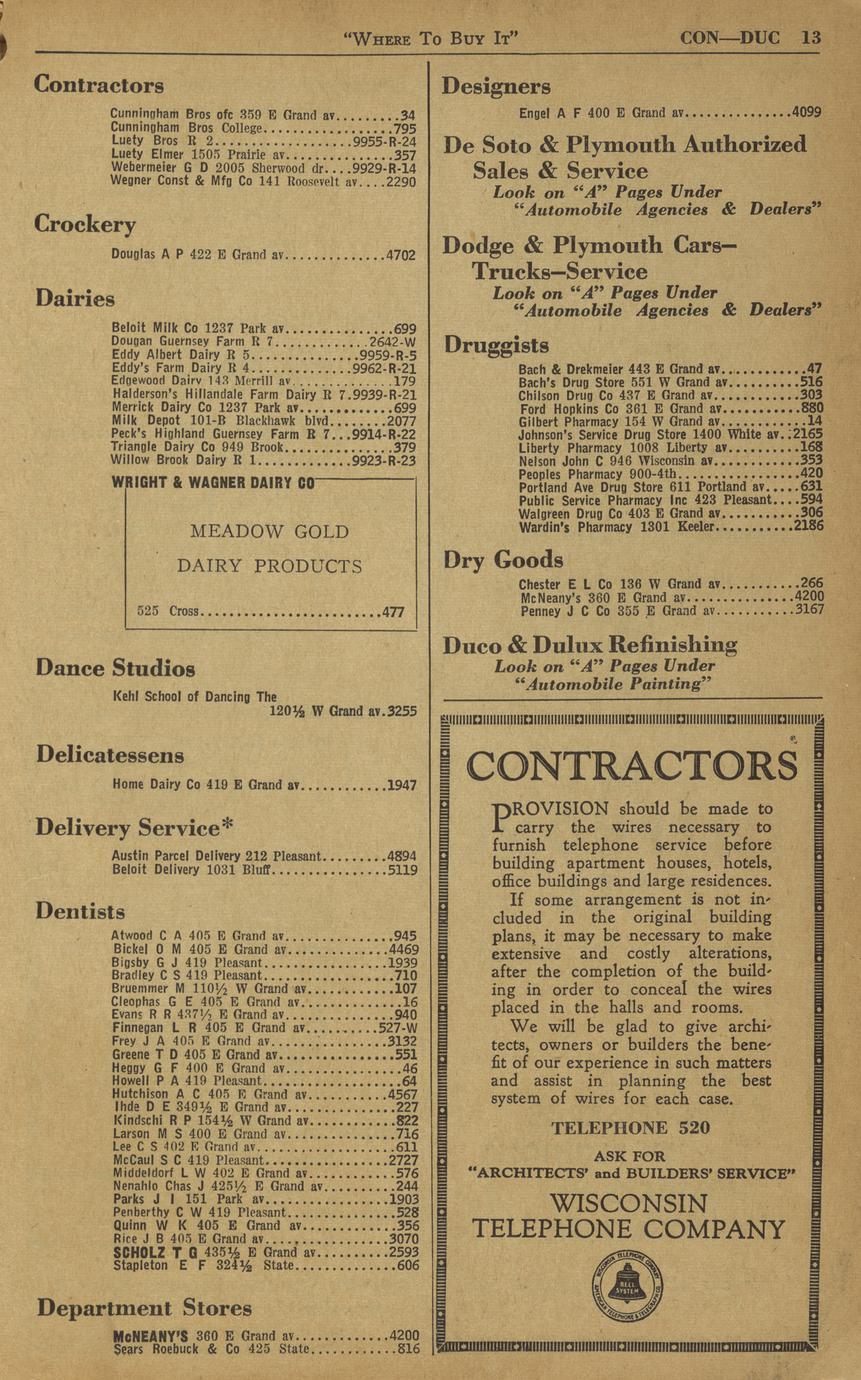 "WHERE TO BUY IT" CON—DUC 13
Contractors
Cunningham Bros ofc 359 E Grand av.........34
Cunningham Bros College.................795
Luety Bros R 2..................9955-R-24
Luety Elmer 1505 Prairie av..............357
Webermeier G D 2005 Sherwood dr....9929-R-14
Wegner Const & Mfg Co 141 Roosevelt av....2290
Crockery
Douglas A P 422 E Grand av..............4702
Dairies
Beloit Milk Co 1237 Park av...............699
Dougan Guernsey Farm R 7............2642-W
Eddy Albert Dairy R 5..............9959-R-5
Eddy's Farm Dairy R 4.............9962-R-21
Edgewood Dairy 143 Merrill av.............179
Halderson's Hillandale Farm Dairy R 7.9939-R-21
Merrick Dairy Co 1237 Park av............699
Milk Depot 101-B Blackhawk blvd........2077
Peck's Highland Guernsey Farm R 7...9914-R-22
Triangle Dairy Co 949 Brook..............379
Willow Brook Dairy R 1............9923-R-23
WRIGHT & WAGNER DAIRY CO
MEADOW GOLD
DAIRY PRODUCTS
525 Cross........................477
Dance Studios
Kehl School of Dancing The
120½ W Grand av.3255
Delicatessens
Home Dairy Co 419 E Grand av............1947
Delivery Service*
Austin Parcel Delivery 212 Pleasant.........4894
Beloit Delivery 1031 Bluff................5119
Dentists
Atwood C A 405 E Grand av..............945
Bickel O M 405 E Grand av..............4469
Bigsby G J 419 Pleasant.................1939
Bradley C S 419 Pleasant.................710
Bruemmer M 110½ W Grand av............107
Cleophas G E 405 E Grand av.............16
Evans R R 437½ E Grand av.............940
Finnegan L R 405 E Grand av..........527-W
Frey J A 405 E Grand av................3132
Greene T D 405 E Grand av...............551
Heggy G F 400 E Grand av................46
Howell P A 419 Pleasant..................64
Hutchison A C 405 E Grand av...........4567
Ihde D E 349½ E Grand av..............227
Kindschi R P 154½ W Grand av...........822
Larson M S 400 E Grand av...............716
Lee C S 402 E Grand av..................611
McCaul S C 419 Pleasant................2727
Middeldorf L W 402 E Grand av...........576
Nenahlo Chas J 425½ E Grand av.........244
Parks J I 151 Park av..................1903
Penberthy C W 419 Pleasant..............528
Quinn W K 405 E Grand av..............356
Rice J B 405 E Grand av................3070
SCHOLZ T G 435½ E Grand av..........2593
Stapleton E F 324½ State..............606
Department Stores
McNEANY'S 360 E Grand av............4200
Sears Roebuck & Co 425 State............816
Designers
Engel A F 400 E Grand av..............4099
De Soto & Plymouth Authorized
Sales & Service
Look on "A" Pages Under
"Automobile Agencies & Dealers"
Dodge & Plymouth Cars—
Trucks—Service
Look on "A" Pages Under
"Automobile Agencies & Dealers"
Druggists
Bach & Drekmeier 443 E Grand av...........47
Bach's Drug Store 551 W Grand av.........516
Chilson Drug Co 437 E Grand av...........303
Ford Hopkins Co 361 E Grand av..........880
Gilbert Pharmacy 154 W Grand av..........14
Johnson's Service Drug Store 1400 White av..2165
Liberty Pharmacy 1008 Liberty av..........168
Nelson John C 946 Wisconsin av...........353
Peoples Pharmacy 900-4th................420
Portland Ave Drug Store 611 Portland av.....631
Public Service Pharmacy Inc 423 Pleasant....594
Walgreen Drug Co 403 E Grand av.........306
Wardin's Pharmacy 1301 Keeler...........2186
Dry Goods
Chester E L Co 136 W Grand av...........266
McNeany's 360 E Grand av..............4200
Penney J C Co 355 E Grand av...........3167
Duco & Dulux Refinishing
Look on "A" Pages Under
"Automobile Painting"
CONTRACTORS
PROVISION should be made to
carry the wires necessary to
furnish telephone service before
building apartment houses, hotels,
office buildings and large residences.
If some arrangement is not in-
cluded in the original building
plans, it may be necessary to make
extensive and costly alterations,
after the completion of the build-
ing in order to conceal the wires
placed in the halls and rooms.
We will be glad to give archi-
tects, owners or builders the bene-
fit of our experience in such matters
and assist in planning the best
system of wires for each case.
TELEPHONE 520
ASK FOR
"ARCHITECTS' and BUILDERS' SERVICE"
WISCONSIN
TELEPHONE COMPANY
WISCONSIN TELEPHONE COMPANY
BELL
SYSTEM
AMERICAN TELEPHONE & TELEGRAPH CO.